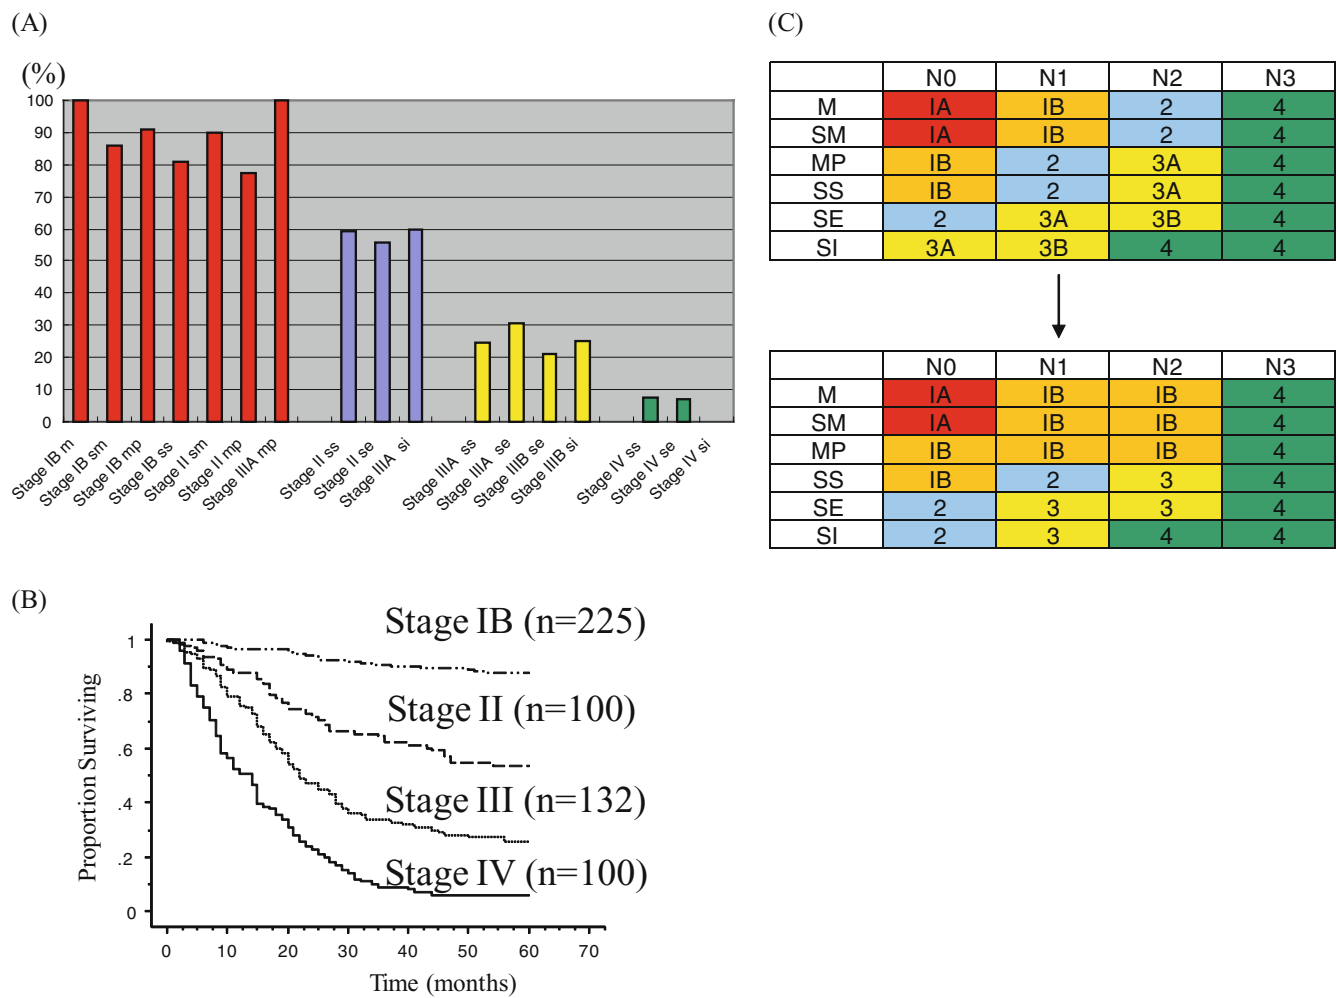 (A)
(%)
100
90
80
70
60
50
40
30
20
10
0
Stage IB m
Stage IB sm
Stage IB mp
Stage IB ss
Stage II sm
Stage II mp
Stage IIIA mp
Stage II ss
Stage II se
Stage IIIA si
Stage IIIA ss
Stage IIIA se
Stage IIIB se
Stage IIIB si
Stage IV ss
Stage IV se
Stage IV si
(B)
Stage IB (n=225)
Stage II (n=100)
Stage III (n=132)
Stage IV (n=100)
Proportion Surviving
1
.8
.6
.4
.2
0
0 10 20 30 40 50 60 70
Time (months)
(C)
N0 N1 N2 N3
M IA IB 2 4
SM IA IB 2 4
MP IB 2 3A 4
SS IB 2 3A 4
SE 2 3A 3B 4
SI 3A 3B 4 4
N0 N1 N2 N3
M IA IB IB 4
SM IA IB IB 4
MP IB IB IB 4
SS IB 2 3 4
SE 2 3 3 4
SI 2 3 4 4